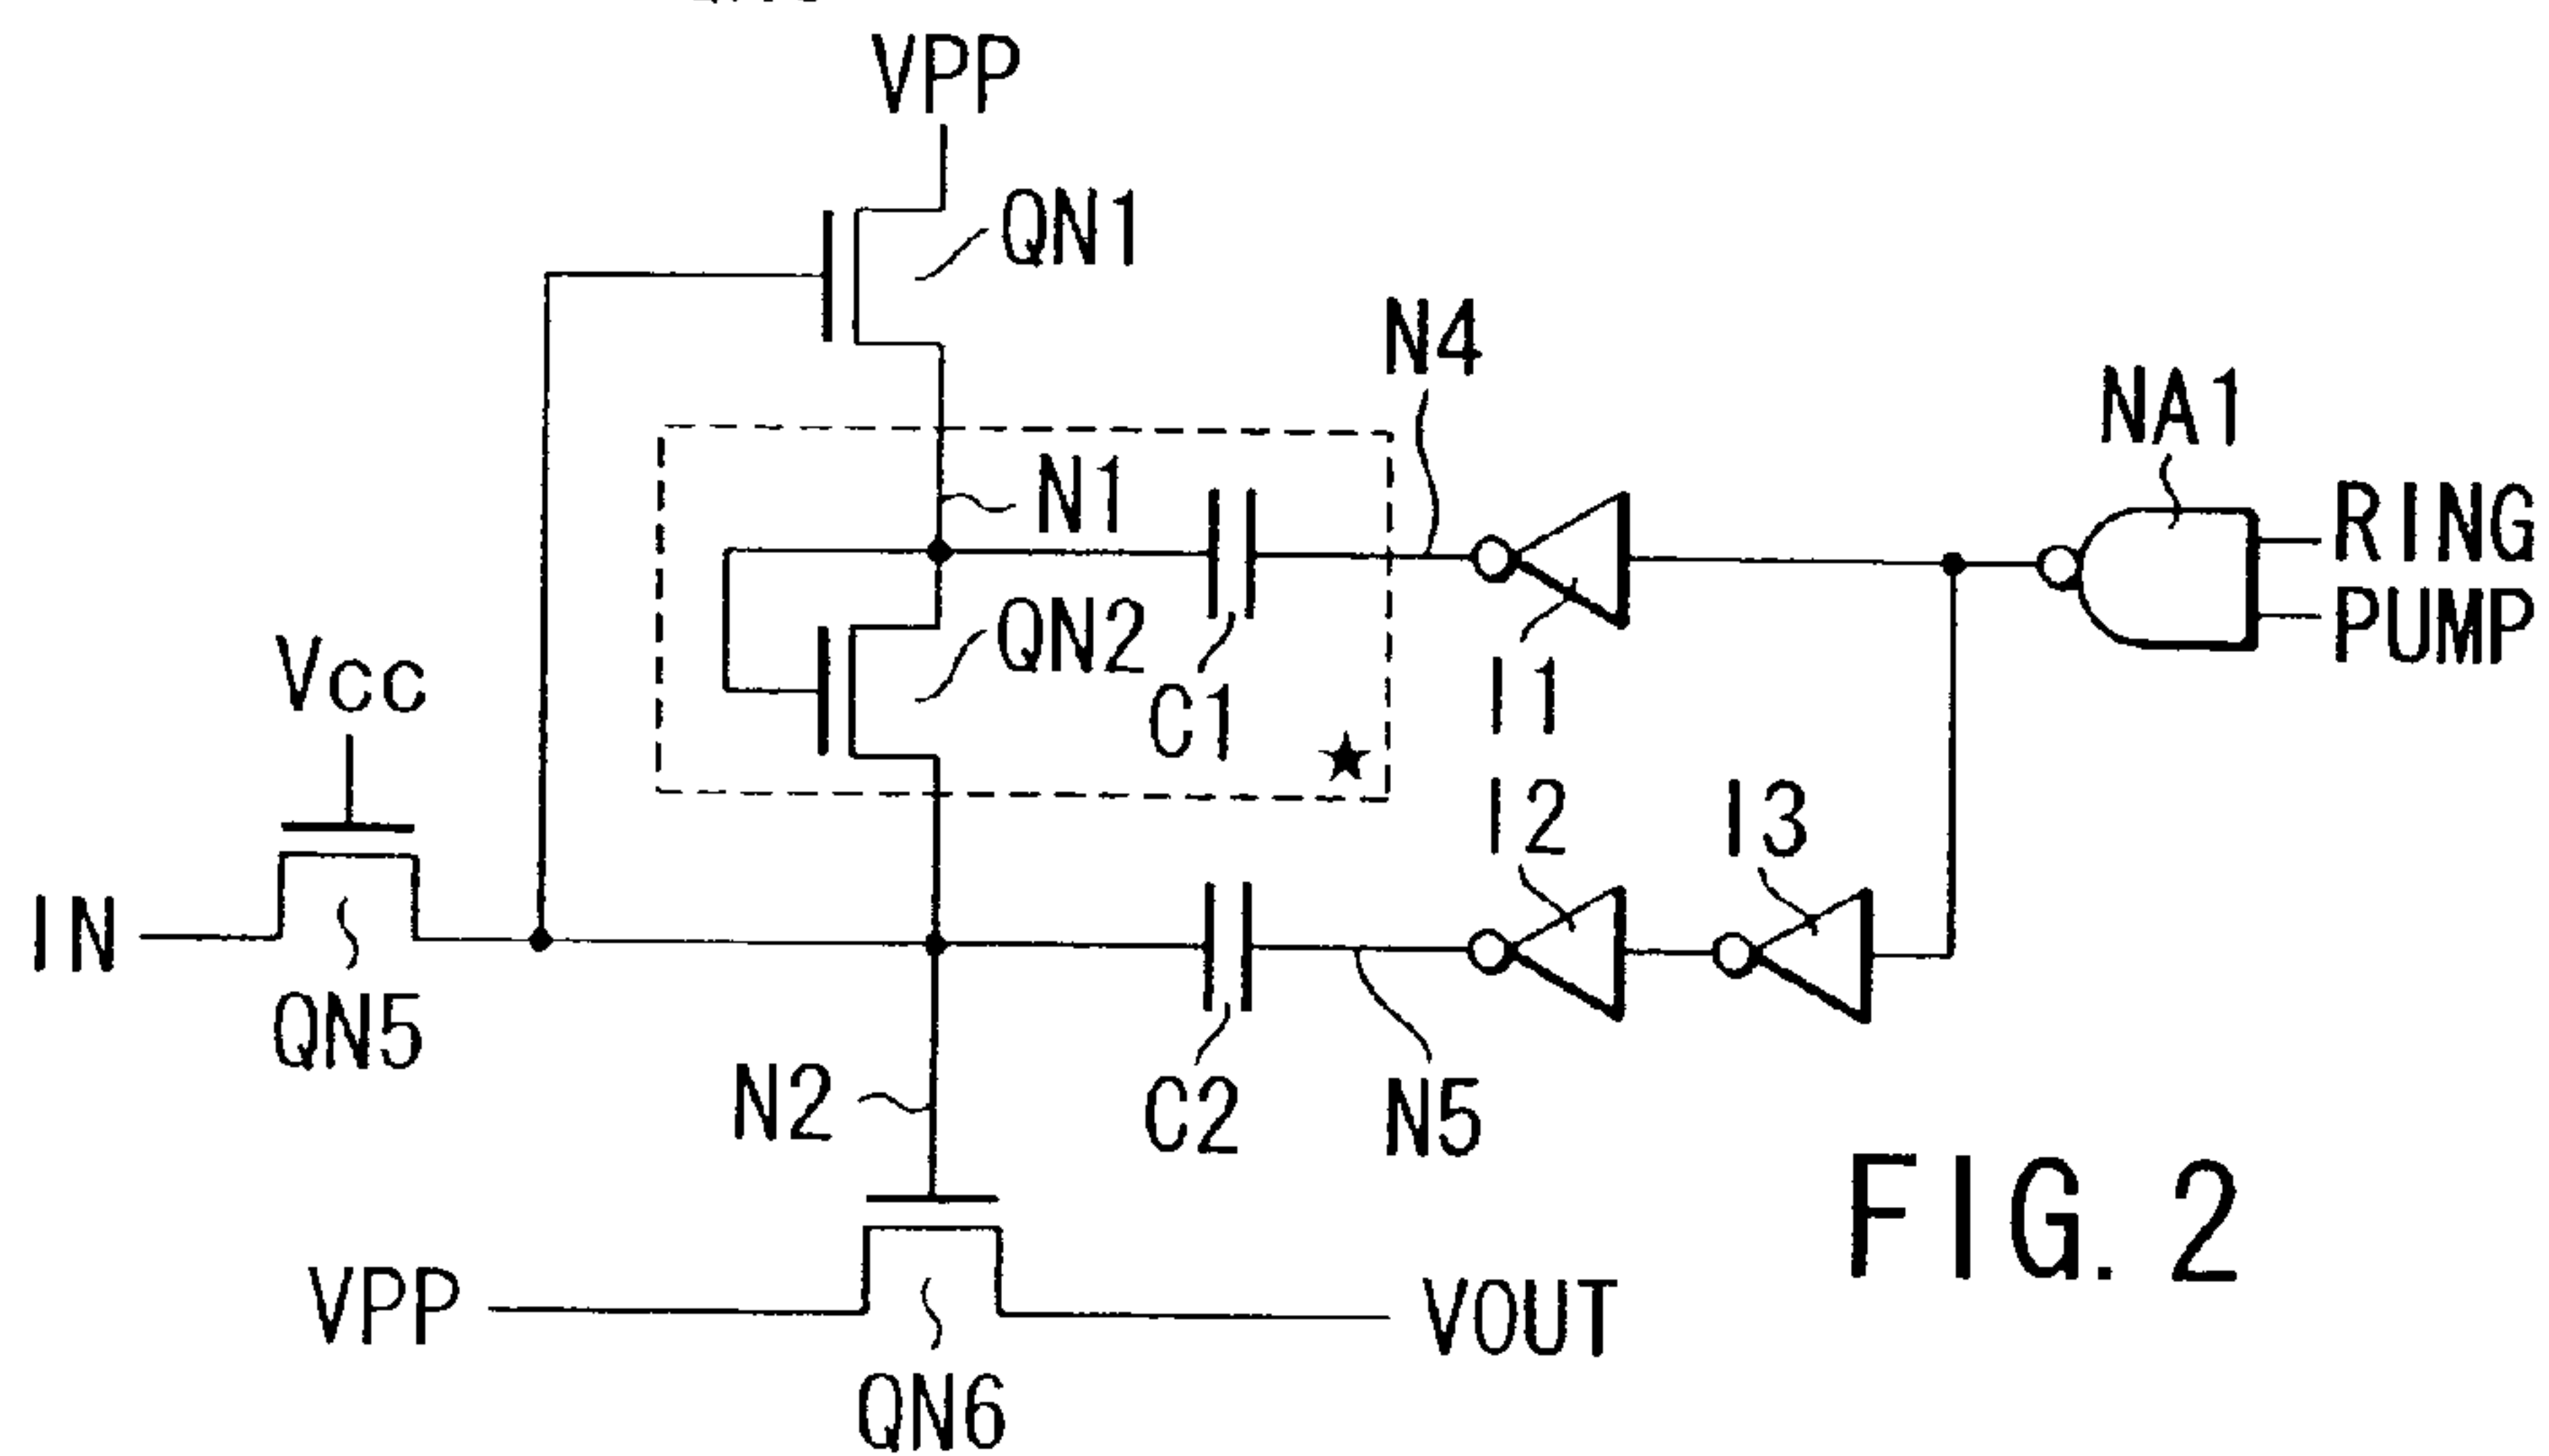 VPP
QN1
N4
NA1
N1
RING
QN2
PUMP
Vcc
C1
I1
I2
I3
IN
QN5
N2
C2
N5
FIG. 2
VPP
VOUT
QN6